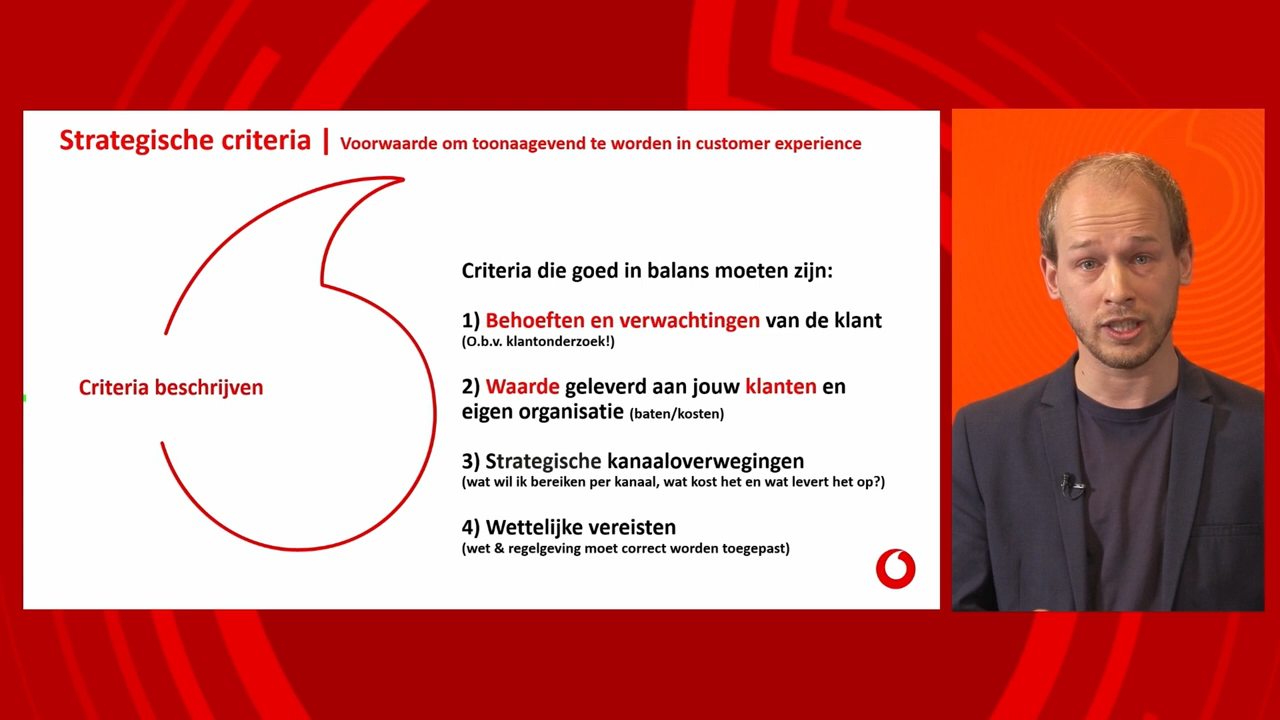 Strategische criteria | Voorwaarde om toonaagevend te worden in customer experience
Criteria beschrijven
Criteria die goed in balans moeten zijn:
1) Behoeften en verwachtingen van de klant
(O.b.v. klantonderzoek!)
2) Waarde geleverd aan jouw klanten en
eigen organisatie (baten/kosten)
3) Strategische kanaaloverwegingen
(wat wil ik bereiken per kanaal, wat kost het en wat levert het op?)
4) Wettelijke vereisten
(wet & regelgeving moet correct worden toegepast)